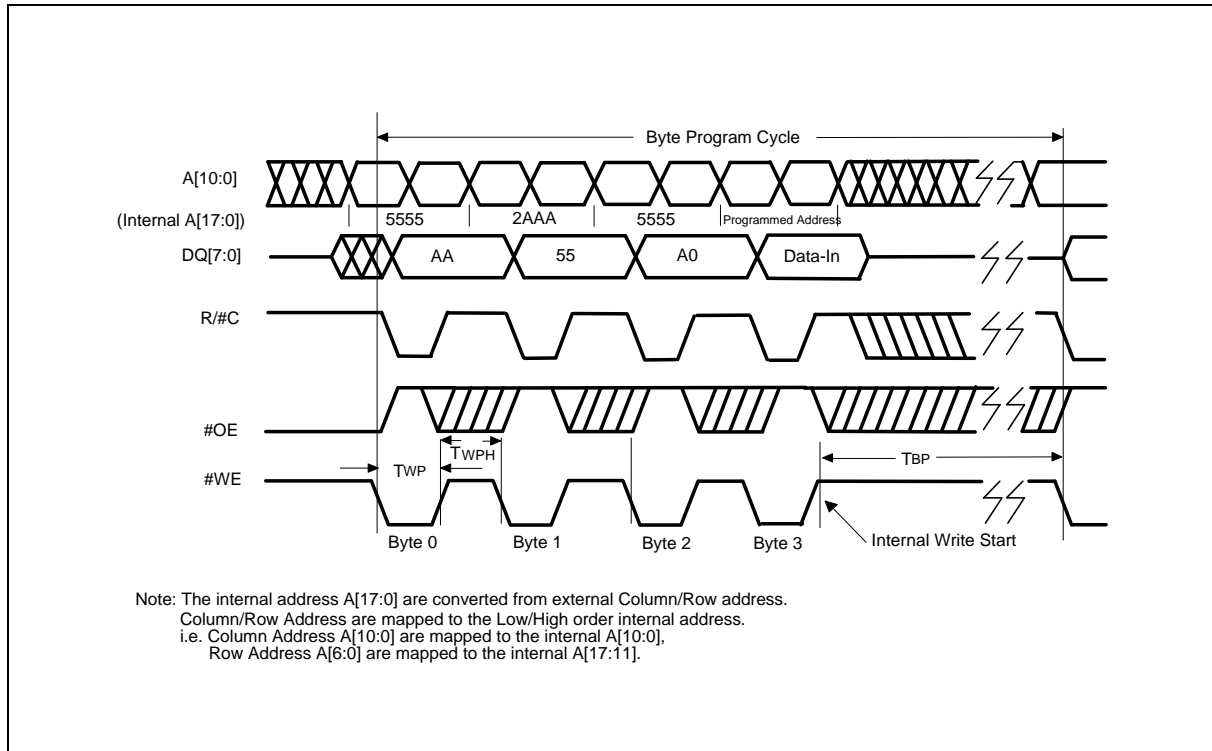 Byte Program Cycle
A[10:0]
(Internal A[17:0])
5555
2AAA
5555
Programmed Address
DQ[7:0]
AA
55
A0
Data-In
R/#C
#OE
TWPH
TWP
TBP
#WE
Byte 0
Byte 1
Byte 2
Byte 3
Internal Write Start
Note: The internal address A[17:0] are converted from external Column/Row address.
Column/Row Address are mapped to the Low/High order internal address.
i.e. Column Address A[10:0] are mapped to the internal A[10:0],
Row Address A[6:0] are mapped to the internal A[17:11].